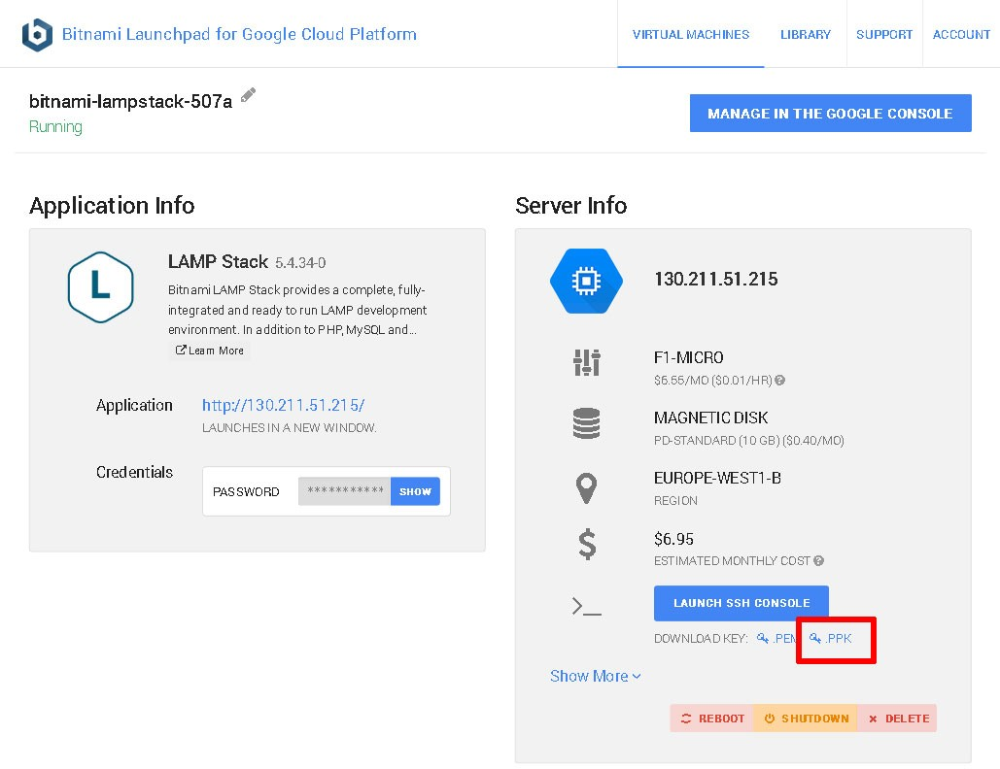 Bitnami Launchpad for Google Cloud Platform
VIRTUAL MACHINES
LIBRARY
SUPPORT
ACCOUNT
bitnami-lampstack-507a
Running
MANAGE IN THE GOOGLE CONSOLE
Application Info
L
LAMP Stack 5.4.34-0
Bitnami LAMP Stack provides a complete, fully-
integrated and ready to run LAMP development
environment. In addition to PHP, MySQL and...
Learn More
Application
http://130.211.51.215/
LAUNCHES IN A NEW WINDOW.
Credentials
PASSWORD
***********
SHOW
Server Info
130.211.51.215
F1-MICRO
$6.55/MO ($0.01/HR)
MAGNETIC DISK
PD-STANDARD (10 GB) ($0.40/MO)
EUROPE-WEST1-B
REGION
$6.95
ESTIMATED MONTHLY COST
LAUNCH SSH CONSOLE
DOWNLOAD KEY: .PEM .PPK
Show More
REBOOT
SHUTDOWN
DELETE